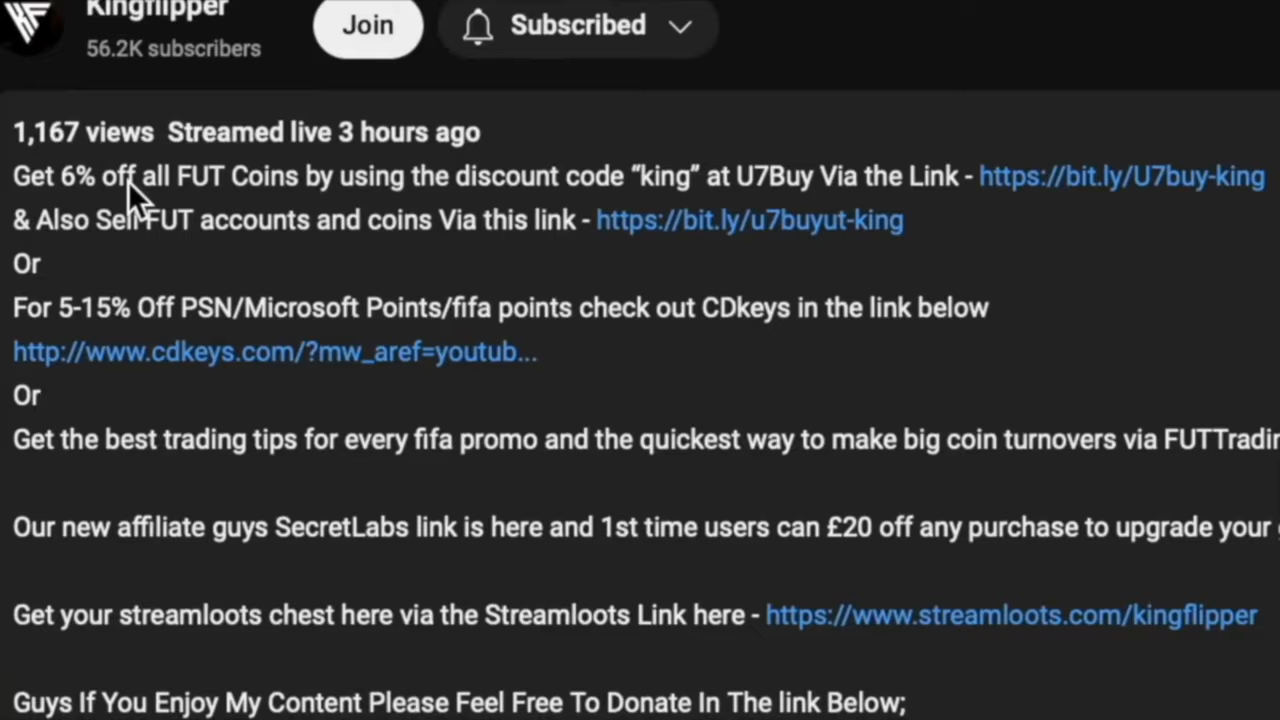 Kingflipper
56.2K subscribers
Join
Subscribed
1,167 views Streamed live 3 hours ago
Get 6% off all FUT Coins by using the discount code “king” at U7Buy Via the Link - https://bit.ly/U7buy-king
& Also Sell FUT accounts and coins Via this link - https://bit.ly/u7buyut-king
Or
For 5-15% Off PSN/Microsoft Points/fifa points check out CDkeys in the link below
http://www.cdkeys.com/?mw_aref=youtub...
Or
Get the best trading tips for every fifa promo and the quickest way to make big coin turnovers via FUTTradin
Our new affiliate guys SecretLabs link is here and 1st time users can £20 off any purchase to upgrade your
Get your streamloots chest here via the Streamloots Link here - https://www.streamloots.com/kingflipper
Guys If You Enjoy My Content Please Feel Free To Donate In The link Below;